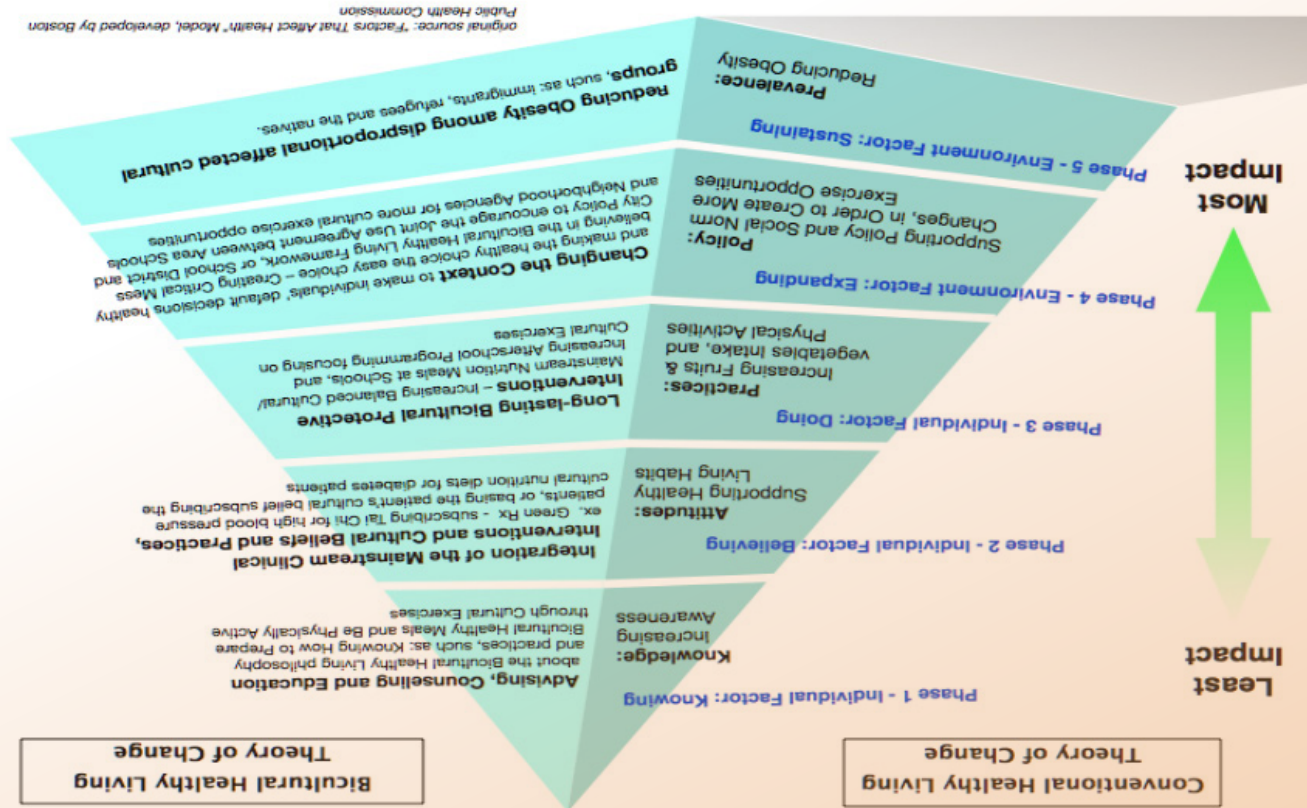 Conventional Healthy Living
Theory of Change
Bicultural Healthy Living
Theory of Change
Least
Impact
Phase 1 - Individual Factor: Knowing
Knowledge:
Increasing
Awareness
Advising, Counseling and Education
about the Bicultural Healthy Living philosophy
and practices, such as: Knowing How to Prepare
Bicultural Healthy Meals and Be Physically Active
through Cultural Exercises
Phase 2 - Individual Factor: Believing
Attitudes:
Supporting Healthy
Living Habits
Integration of the Mainstream Clinical
Interventions and Cultural Beliefs and Practices,
ex. Green Rx - subscribing Tai Chi for high blood pressure
patients, or basing the patient's cultural belief subscribing the
cultural nutrition diets for diabetes patients
Phase 3 - Individual Factor: Doing
Practices:
Increasing Fruits &
vegetables Intake, and
Physical Activities
Long-lasting Bicultural Protective
Interventions – Increasing Balanced Cultural/
Mainstream Nutrition Meals at Schools, and
Increasing Afterschool Programming focusing on
Cultural Exercises
Phase 4 - Environment Factor: Expanding
Policy:
Supporting Policy and Social Norm
Changes, in Order to Create More
Exercise Opportunities
Changing the Context to make individuals' default decisions healthy
and making the healthy choice the easy choice – Creating Critical Mess
believing in the Bicultural Healthy Living Framework, or School District and
City Policy to encourage the Joint Use Agreement between Area Schools
and Neighborhood Agencies for more cultural exercise opportunities
Most
Impact
Phase 5 - Environment Factor: Sustaining
Prevalence:
Reducing Obesity
Reducing Obesity among disproportional affected cultural
groups, such as: immigrants, refugees and the natives.
original source: "Factors That Affect Health" Model, developed by Boston
Public Health Commission